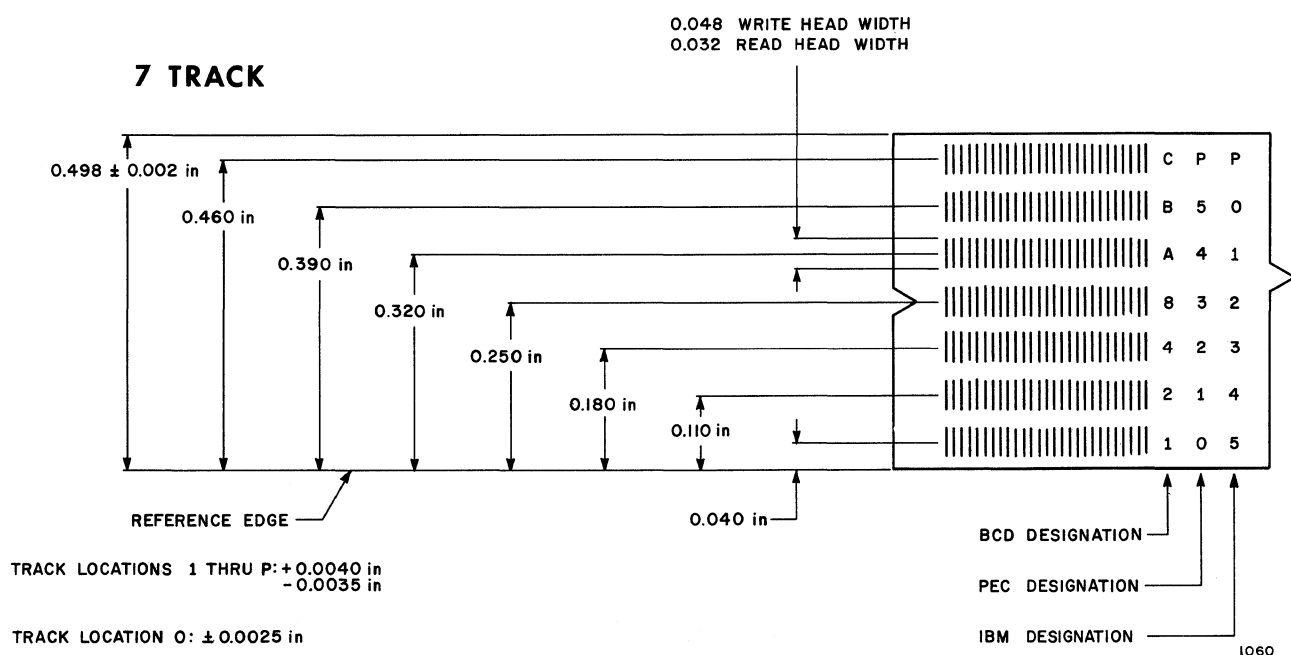 0.048 WRITE HEAD WIDTH
0.032 READ HEAD WIDTH
7 TRACK
0.498 ± 0.002 in
0.460 in
0.390 in
0.320 in
0.250 in
0.180 in
0.110 in
0.040 in
C P P
B 5 0
A 4 1
8 3 2
4 2 3
2 1 4
1 0 5
REFERENCE EDGE
BCD DESIGNATION
PEC DESIGNATION
IBM DESIGNATION
TRACK LOCATIONS 1 THRU P: +0.0040 in
-0.0035 in
TRACK LOCATION 0: ±0.0025 in
1060